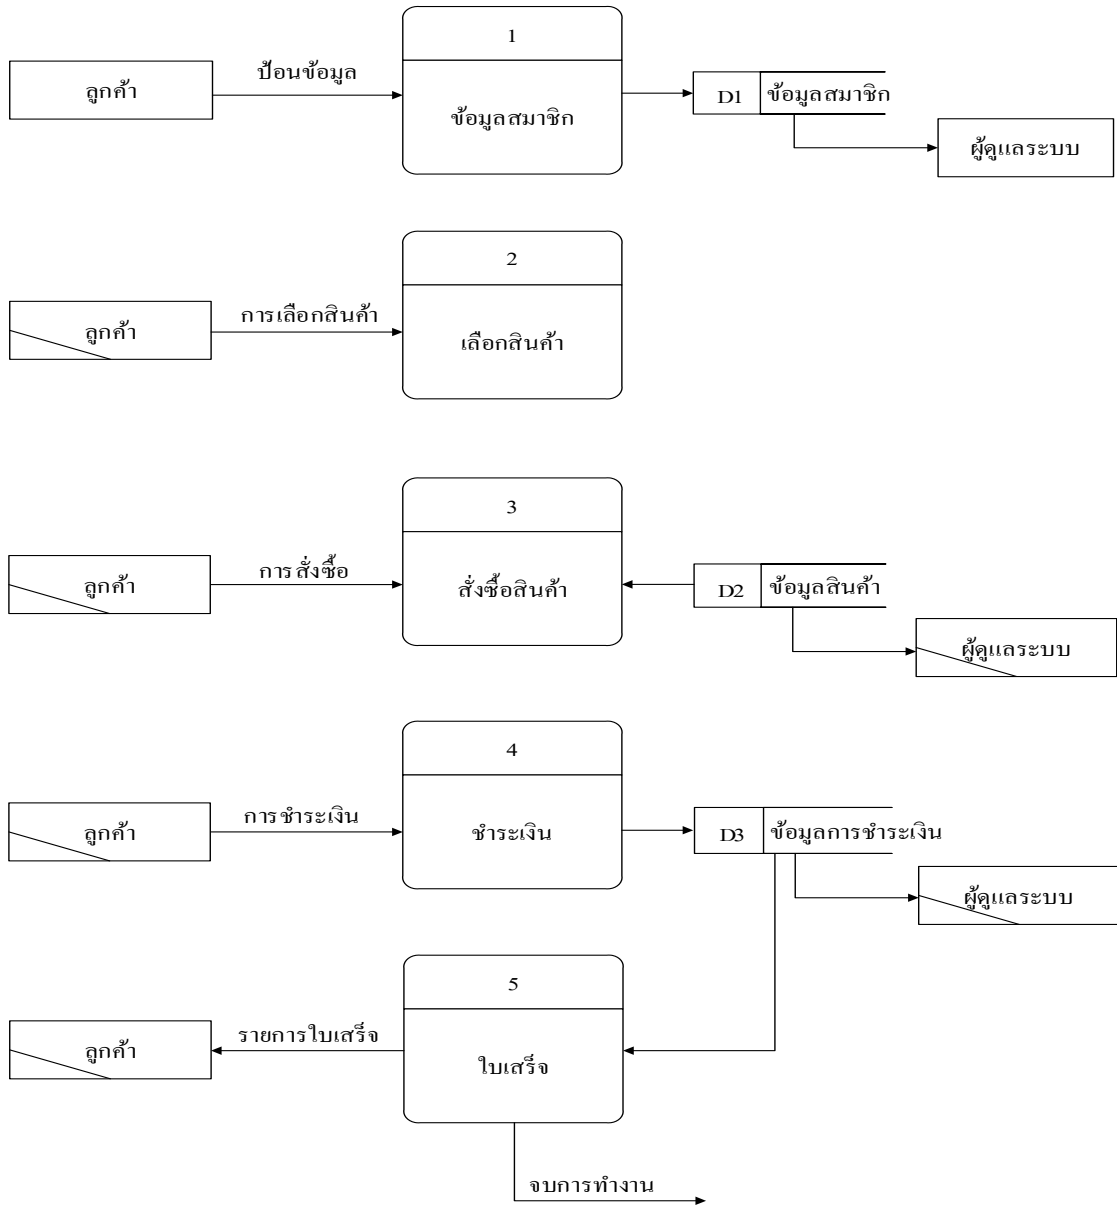 1
ลูกค้า
ป้อนข้อมูล
ข้อมูลสมาชิก
D1
ข้อมูลสมาชิก
ผู้ดูแลระบบ
2
ลูกค้า
การเลือกสินค้า
เลือกสินค้า
3
ลูกค้า
การสั่งซื้อ
สั่งซื้อสินค้า
D2
ข้อมูลสินค้า
ผู้ดูแลระบบ
4
ลูกค้า
การชำระเงิน
ชำระเงิน
D3
ข้อมูลการชำระเงิน
ผู้ดูแลระบบ
5
ลูกค้า
รายการใบเสร็จ
ใบเสร็จ
จบการทำงาน